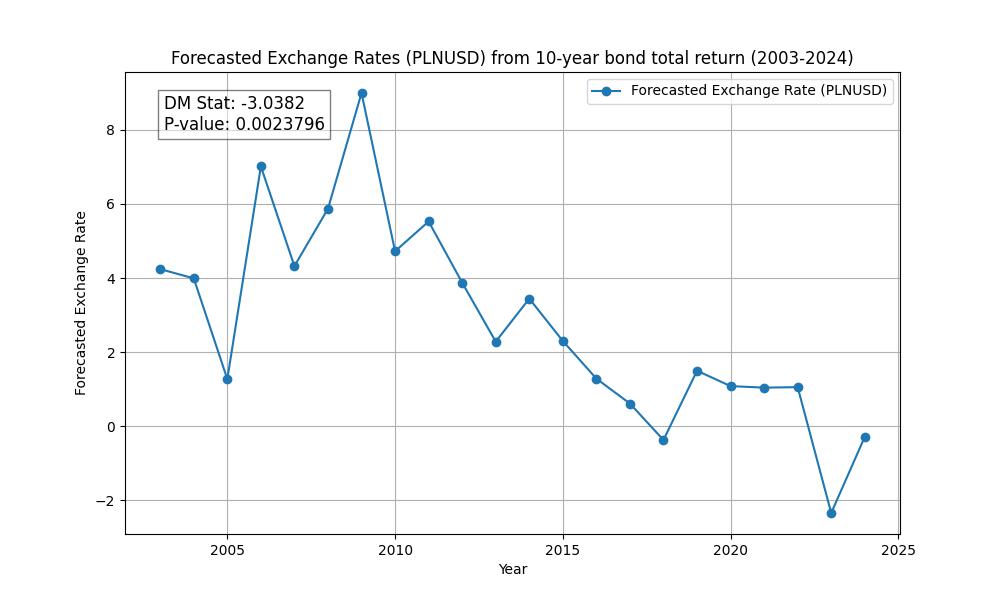 Forecasted Exchange Rates (PLNUSD) from 10-year bond total return (2003-2024)
DM Stat: -3.0382
P-value: 0.0023796
Forecasted Exchange Rate (PLNUSD)
Forecasted Exchange Rate
8
6
4
2
0
−2
2005
2010
2015
2020
2025
Year